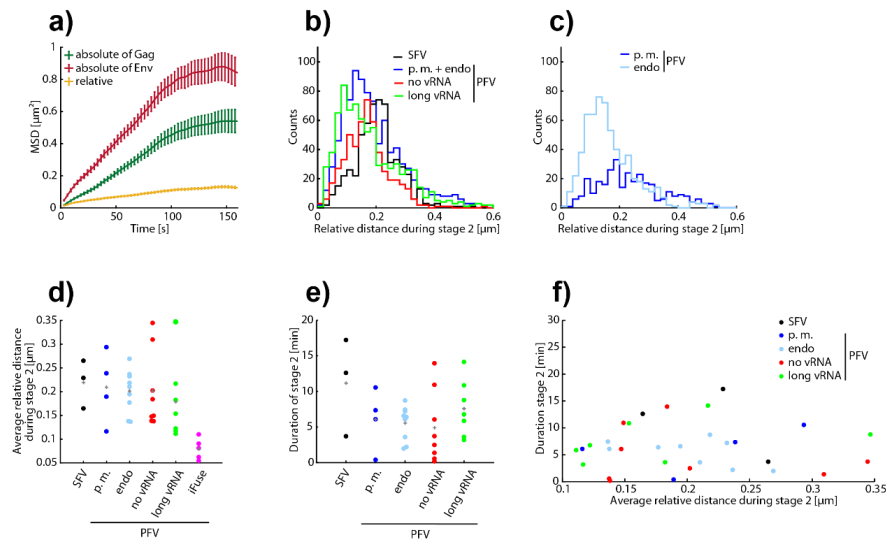 a)
absolute of Gag
absolute of Env
relative
MSD [µm²]
1
0.8
0.6
0.4
0.2
0
50
100
150
Time [s]
b)
SFV
p. m. + endo
no vRNA
long vRNA
PFV
Counts
100
80
60
40
20
0
0
0.2
0.4
0.6
Relative distance during stage 2 [µm]
c)
p. m.
endo
PFV
Counts
100
80
60
40
20
0
0
0.2
0.4
0.6
Relative distance during stage 2 [µm]
d)
Average relative distance
during stage 2 [µm]
0.35
0.3
0.25
0.2
0.15
0.1
0.05
SFV
p. m.
endo
no vRNA
long vRNA
iFuse
PFV
e)
Duration of stage 2 [min]
20
15
10
5
0
SFV
p. m.
endo
no vRNA
long vRNA
PFV
f)
SFV
p. m.
endo
no vRNA
long vRNA
PFV
Duration stage 2 [min]
30
25
20
15
10
5
0
0.1
0.15
0.2
0.25
0.3
0.35
Average relative distance during stage 2 [µm]